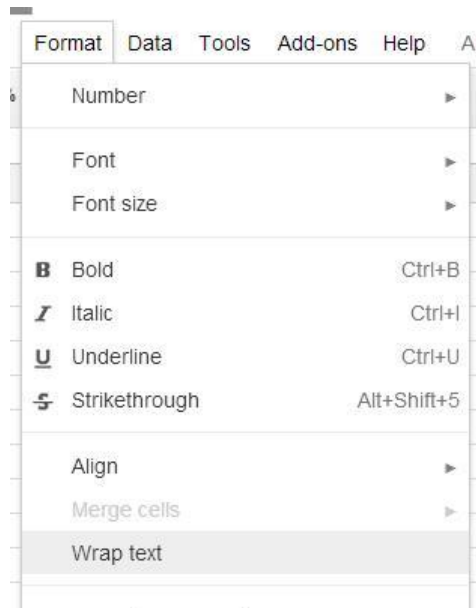 Format Data Tools Add-ons Help A
Number
Font
Font size
B Bold Ctrl+B
I Italic Ctrl+I
U Underline Ctrl+U
S Strikethrough Alt+Shift+5
Align
Merge cells
Wrap text